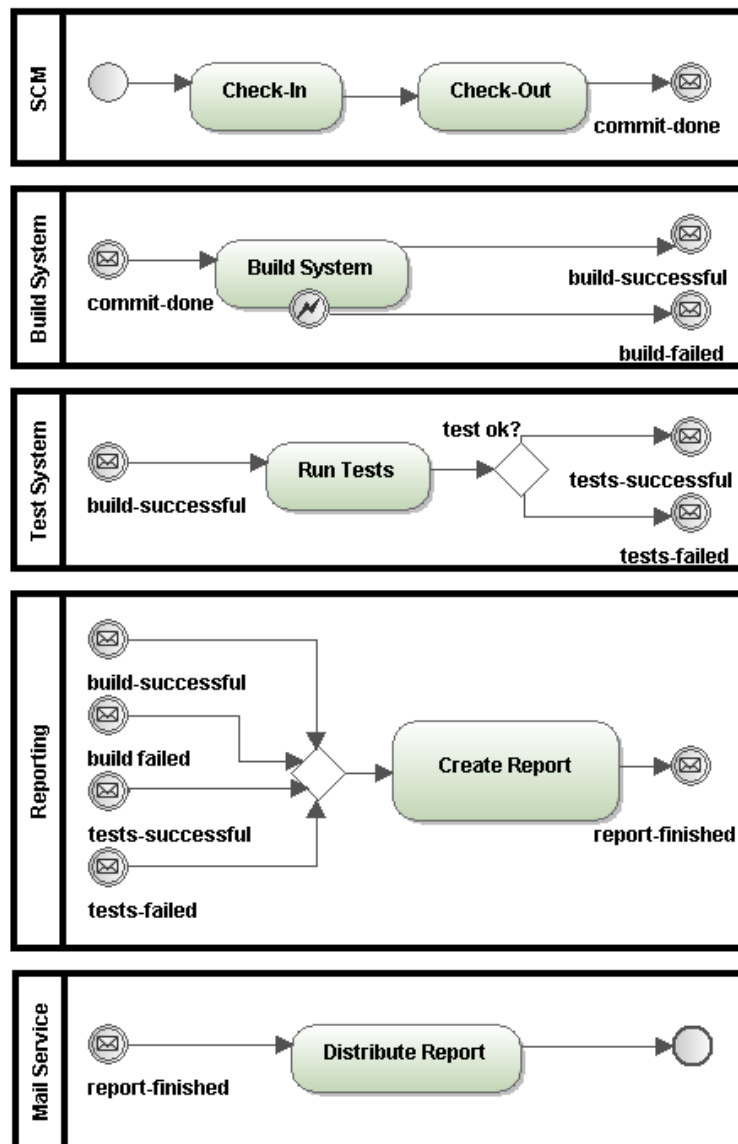 SCM
Check-In
Check-Out
commit-done
Build System
Build System
commit-done
build-successful
build-failed
Test System
test ok?
Run Tests
build-successful
tests-successful
tests-failed
Reporting
build-successful
build failed
tests-successful
tests-failed
Create Report
report-finished
Mail Service
Distribute Report
report-finished